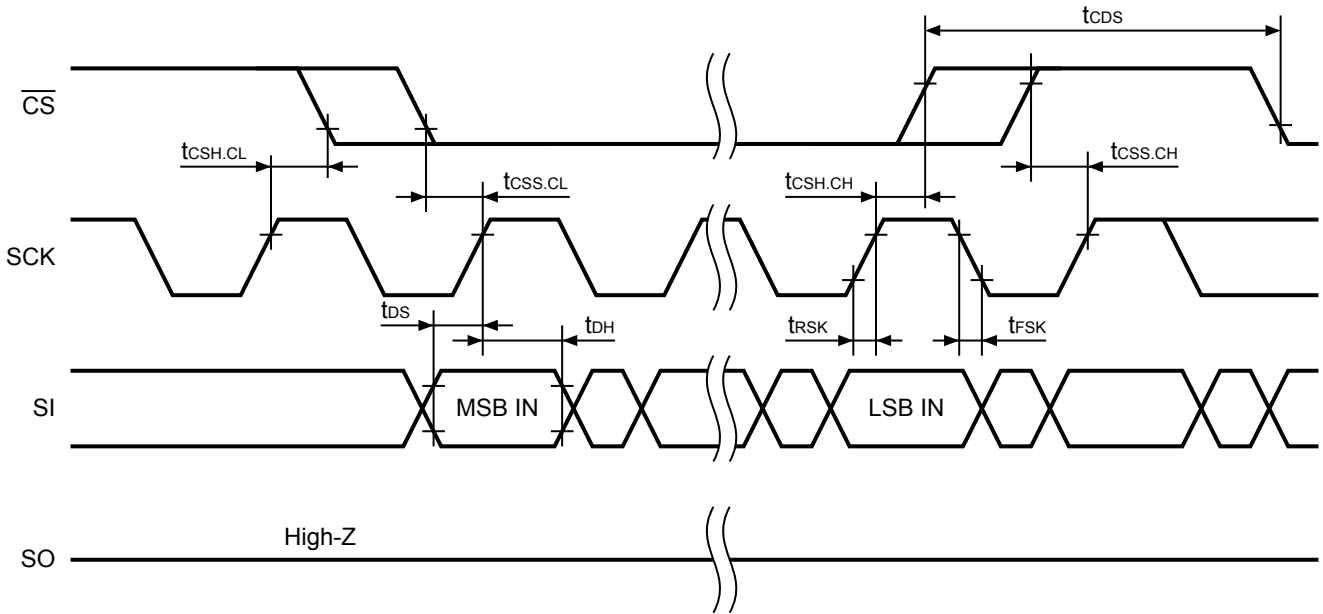 tCDS
C̅S̅
tCSH.CL
tCSS.CL
tCSH.CH
tCSS.CH
SCK
tDS
tDH
tRSK
tFSK
SI
MSB IN
LSB IN
High-Z
SO